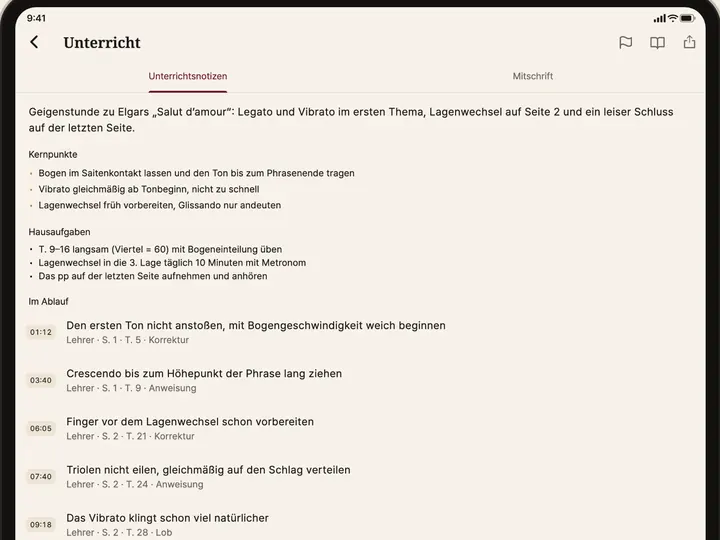 9:41
Unterricht
Unterrichtsnotizen
Mitschrift
Geigenstunde zu Elgars „Salut d’amour“: Legato und Vibrato im ersten Thema, Lagenwechsel auf Seite 2 und ein leiser Schluss
auf der letzten Seite.
Kernpunkte
• Bogen im Saitenkontakt lassen und den Ton bis zum Phrasenende tragen
• Vibrato gleichmäßig ab Tonbeginn, nicht zu schnell
• Lagenwechsel früh vorbereiten, Glissando nur andeuten
Hausaufgaben
• T. 9–16 langsam (Viertel = 60) mit Bogeneinteilung üben
• Lagenwechsel in die 3. Lage täglich 10 Minuten mit Metronom
• Das pp auf der letzten Seite aufnehmen und anhören
Im Ablauf
01:12 Den ersten Ton nicht anstoßen, mit Bogengeschwindigkeit weich beginnen
Lehrer · S. 1 · T. 5 · Korrektur
03:40 Crescendo bis zum Höhepunkt der Phrase lang ziehen
Lehrer · S. 1 · T. 9 · Anweisung
06:05 Finger vor dem Lagenwechsel schon vorbereiten
Lehrer · S. 2 · T. 21 · Korrektur
07:40 Triolen nicht eilen, gleichmäßig auf den Schlag verteilen
Lehrer · S. 2 · T. 24 · Anweisung
09:18 Das Vibrato klingt schon viel natürlicher
Lehrer · S. 2 · T. 28 · Lob